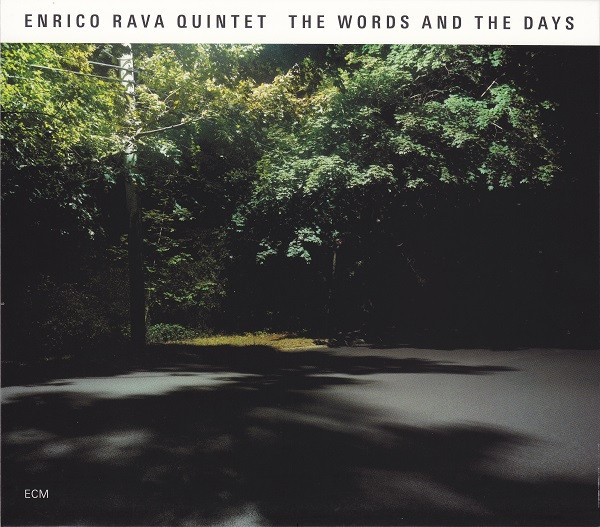 ENRICO RAVA QUINTET THE WORDS AND THE DAYS
ECM